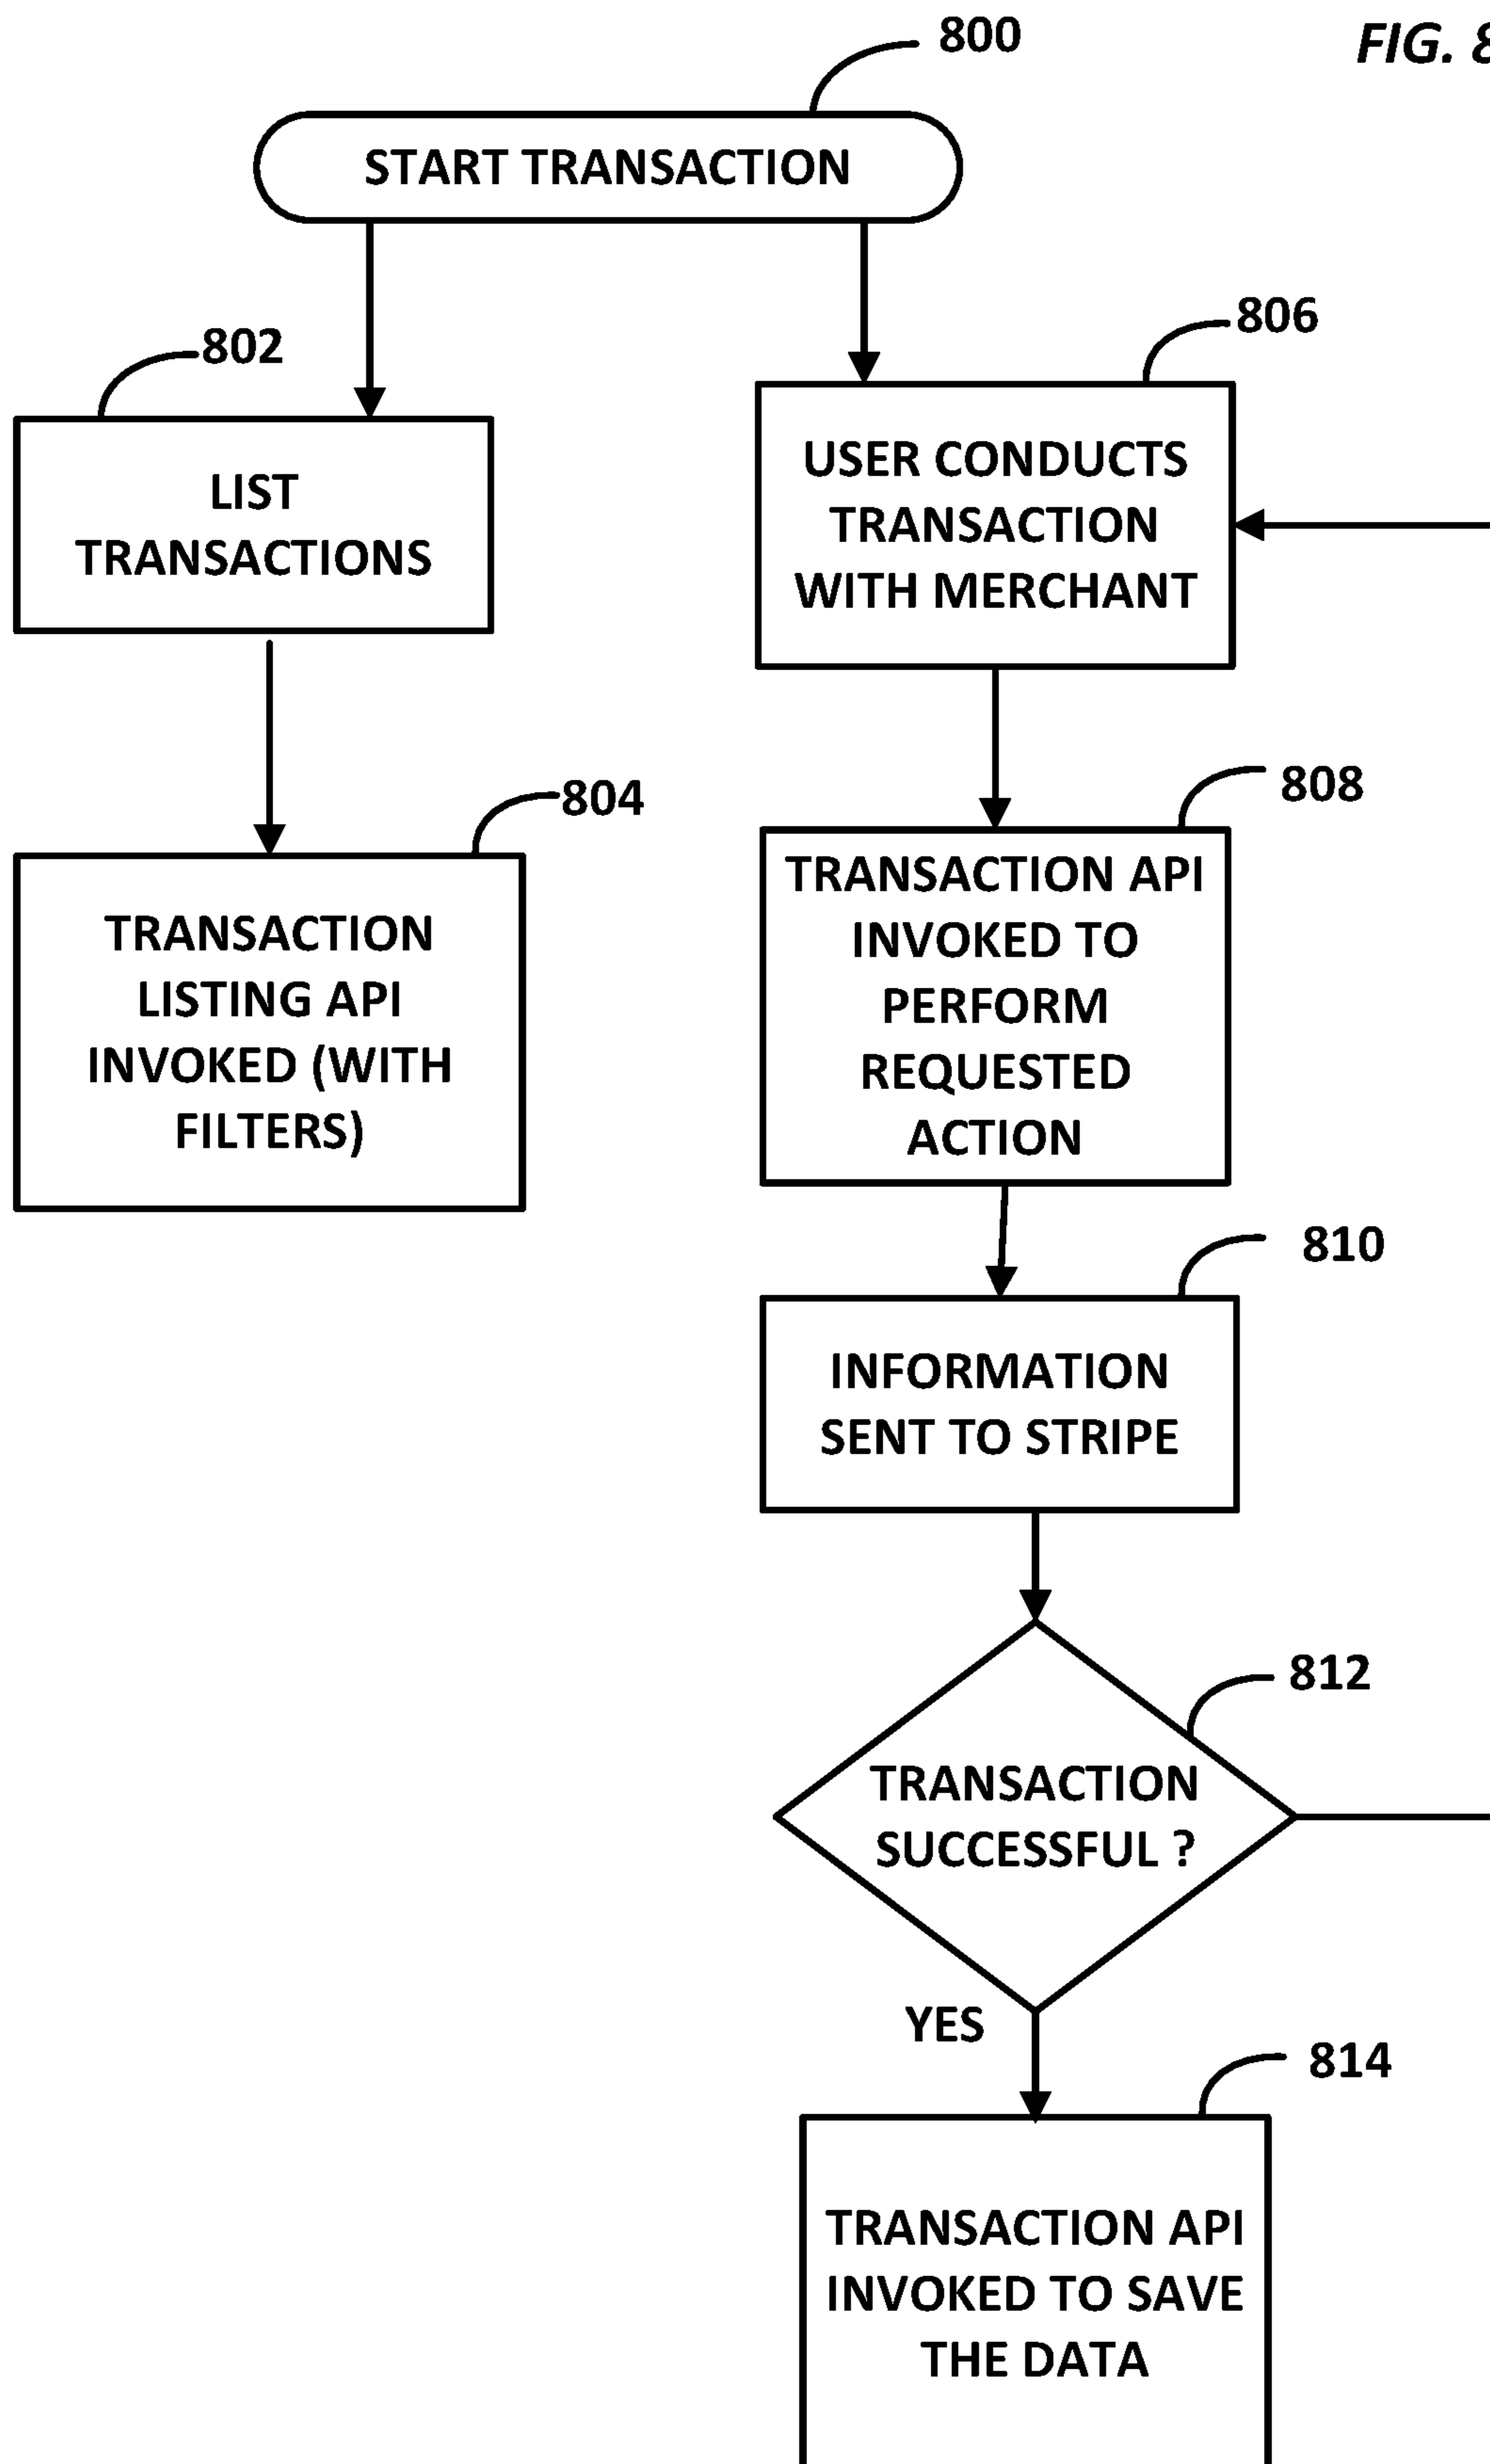 800
FIG. 8
START TRANSACTION
802
LIST
TRANSACTIONS
804
TRANSACTION
LISTING API
INVOKED (WITH
FILTERS)
806
USER CONDUCTS
TRANSACTION
WITH MERCHANT
808
TRANSACTION API
INVOKED TO
PERFORM
REQUESTED
ACTION
810
INFORMATION
SENT TO STRIPE
812
TRANSACTION
SUCCESSFUL ?
YES
814
TRANSACTION API
INVOKED TO SAVE
THE DATA